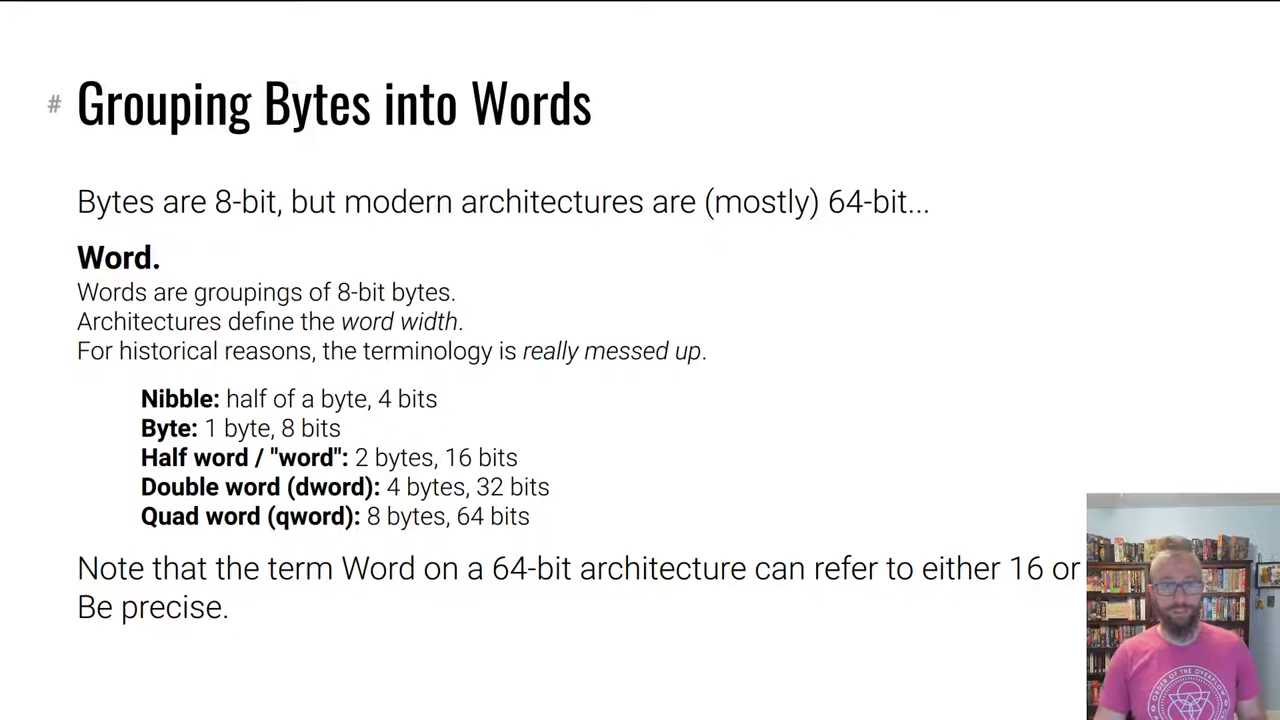 # Grouping Bytes into Words
Bytes are 8-bit, but modern architectures are (mostly) 64-bit...
Word.
Words are groupings of 8-bit bytes.
Architectures define the word width.
For historical reasons, the terminology is really messed up.
Nibble: half of a byte, 4 bits
Byte: 1 byte, 8 bits
Half word / "word": 2 bytes, 16 bits
Double word (dword): 4 bytes, 32 bits
Quad word (qword): 8 bytes, 64 bits
Note that the term Word on a 64-bit architecture can refer to either 16 or
Be precise.
ORDER OF THE OVERFLOW